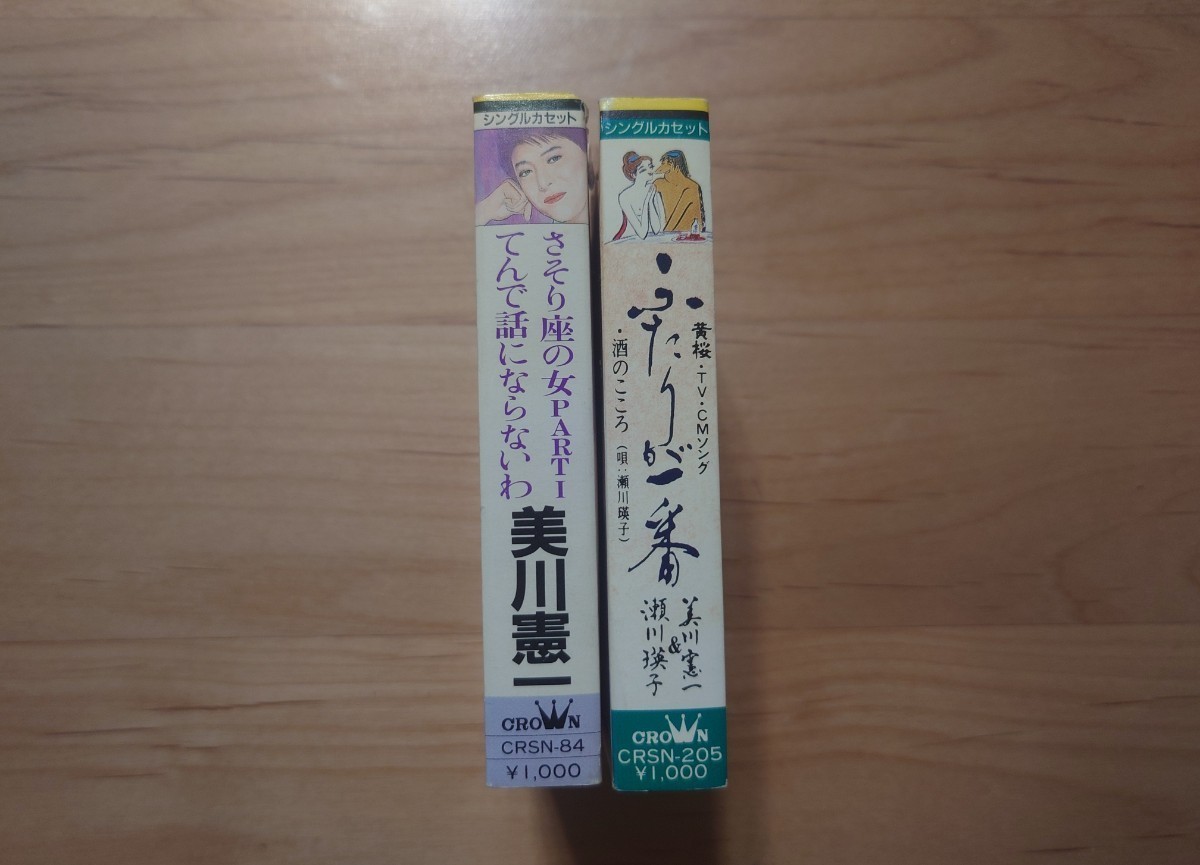 シングルカセット
さそり座の女PART I
てんで話にならないわ
美川憲一
CROWN
CRSN-84
¥1,000
シングルカセット
黄桜・TV・CMソング
ふたりが一番
・酒のこころ(唄:瀬川瑛子)
美川憲一
&
瀬川瑛子
CROWN
CRSN-205
¥1,000